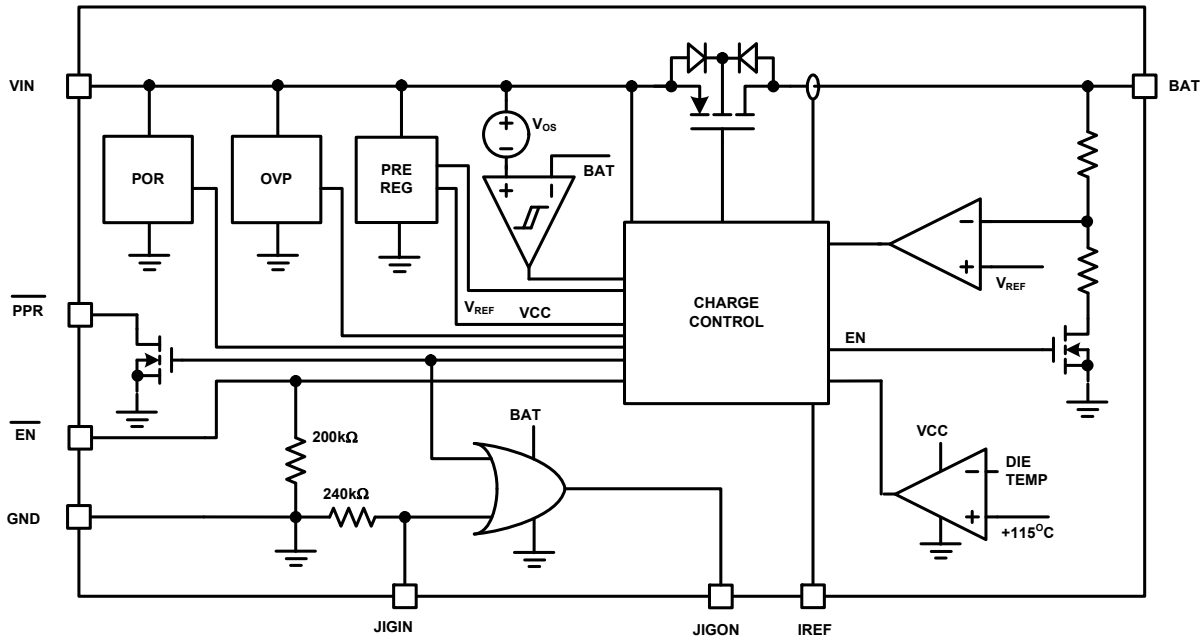 VIN
BAT
POR
OVP
PRE
REG
VOS
+
−
BAT
+
−
VREF
VCC
CHARGE
CONTROL
−
+
VREF
EN
PPR
EN
GND
200kΩ
240kΩ
BAT
VCC
DIE
TEMP
−
+
+115°C
JIGIN
JIGON
IREF